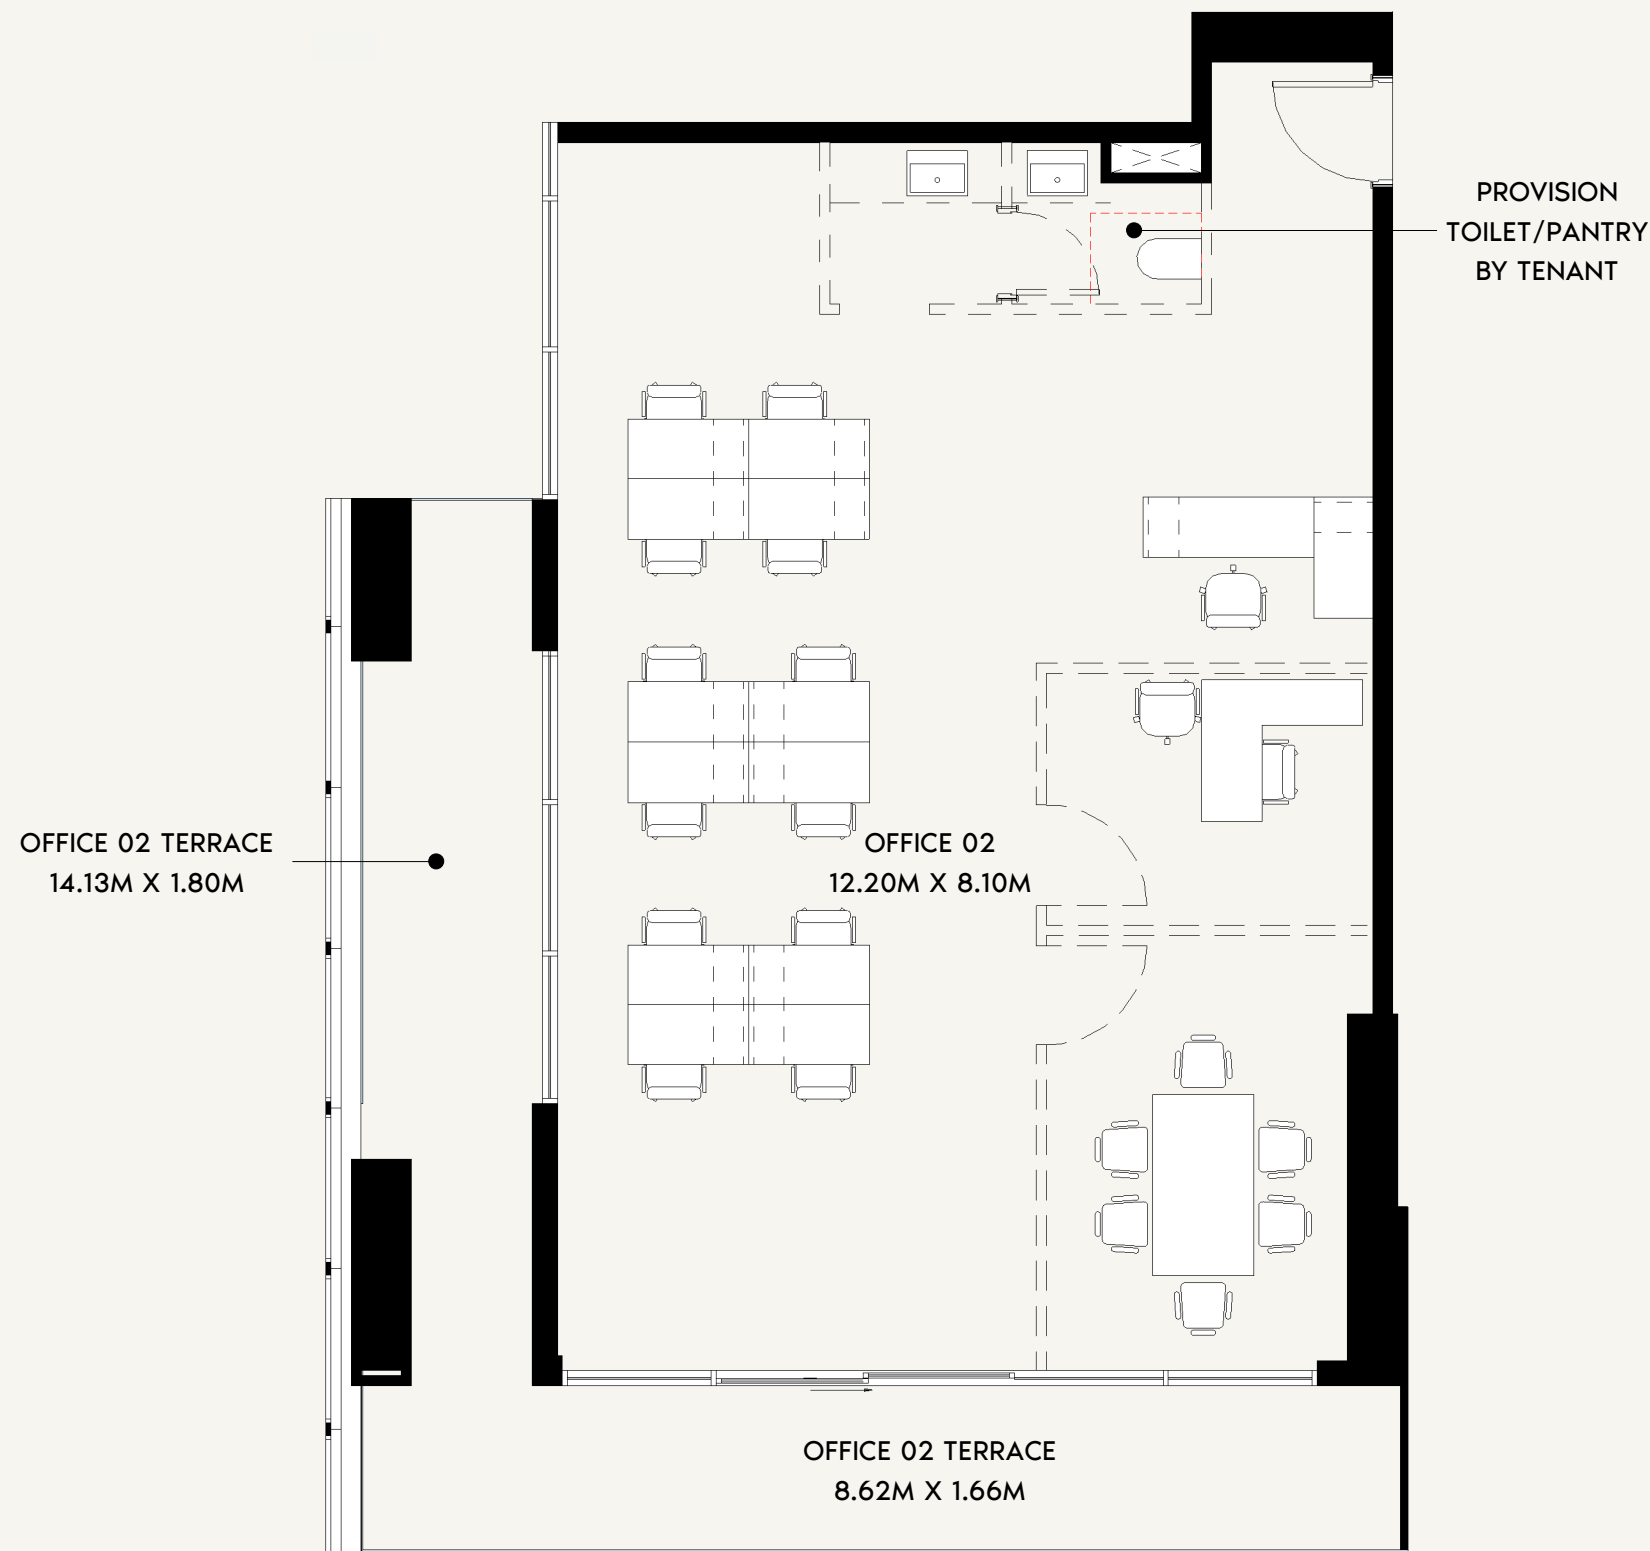 PROVISION
TOILET/PANTRY
BY TENANT
OFFICE 02 TERRACE
14.13M X 1.80M
OFFICE 02
12.20M X 8.10M
OFFICE 02 TERRACE
8.62M X 1.66M